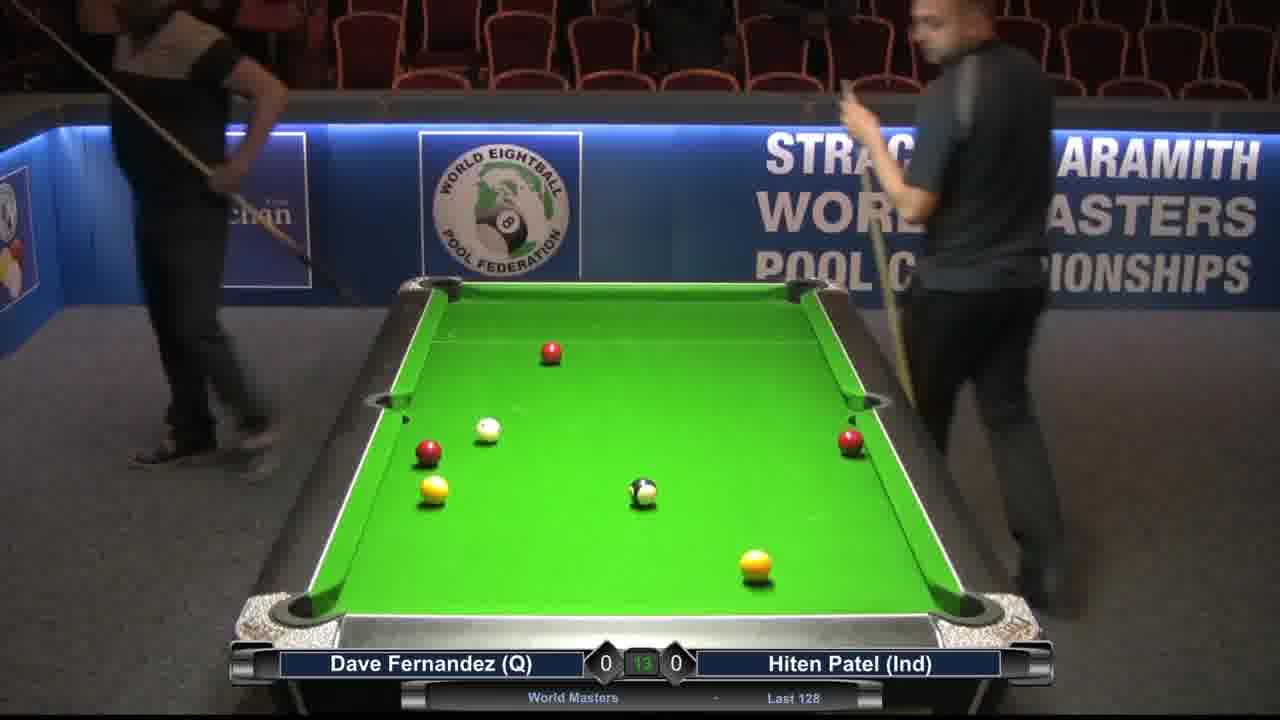 WORLD EIGHTBALL
8
POOL FEDERATION
STRAC ARAMITH
WOR ASTERS
POOL C IONSHIPS
chan
Dave Fernandez (Q) 0 13 0 Hiten Patel (Ind)
World Masters - Last 128